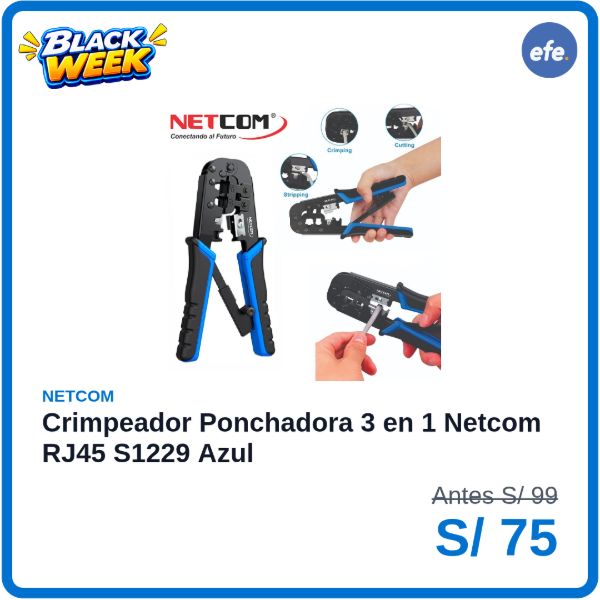 BLACK
WEEK
efe.
NETCOM®
Conectando al Futuro
Crimping
Cutting
Stripping
NETCOM
NETCOM
Crimpeador Ponchadora 3 en 1 Netcom
RJ45 S1229 Azul
Antes S/ 99
S/ 75